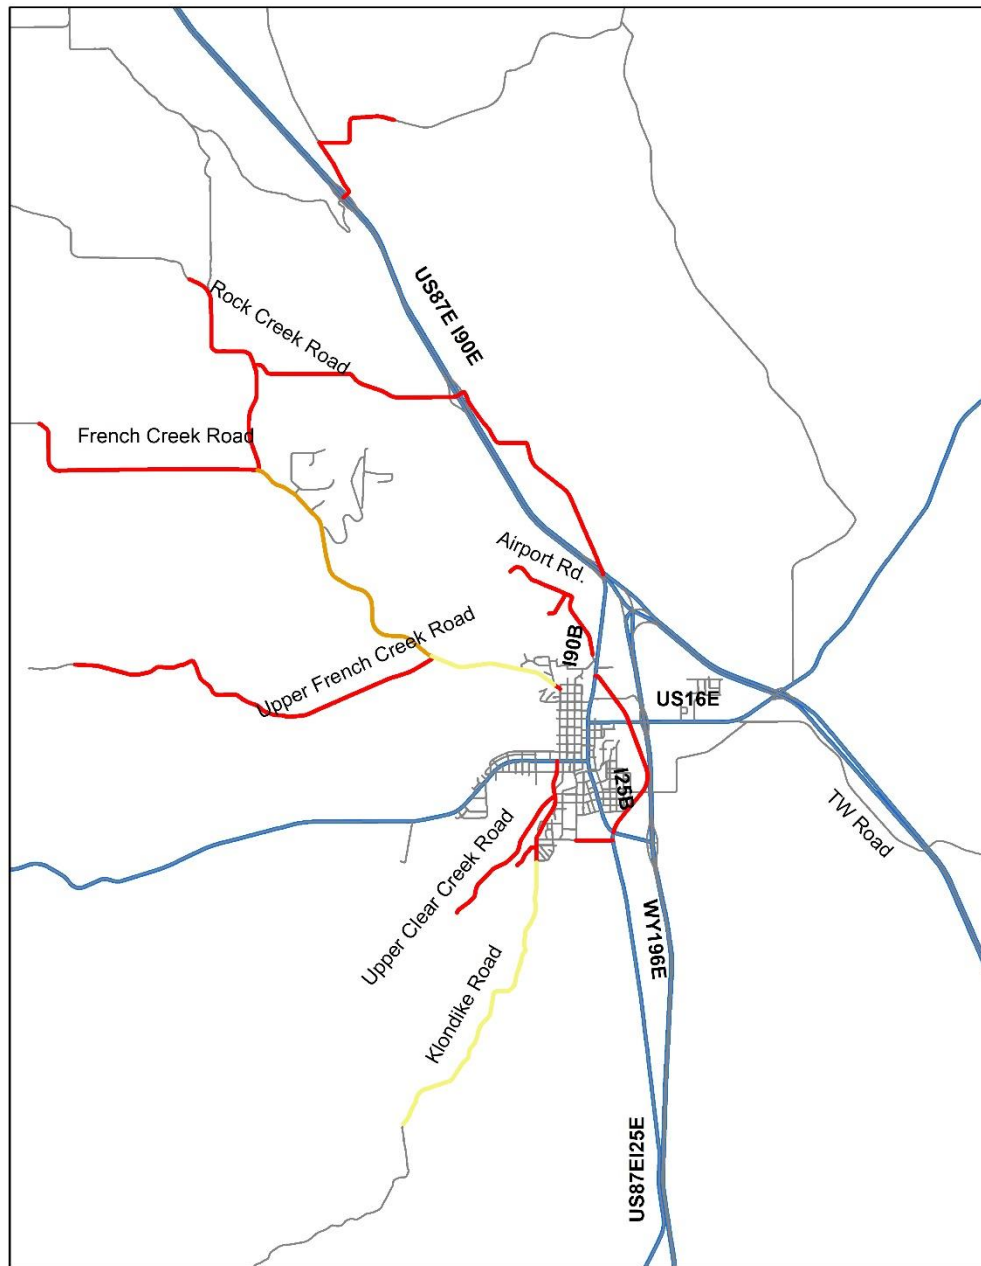 US87E I90E
Rock Creek Road
French Creek Road
Airport Rd.
Upper French Creek Road
I90B
US16E
I25B
TW Road
Upper Clear Creek Road
WY196E
Klondike Road
US87EI25E